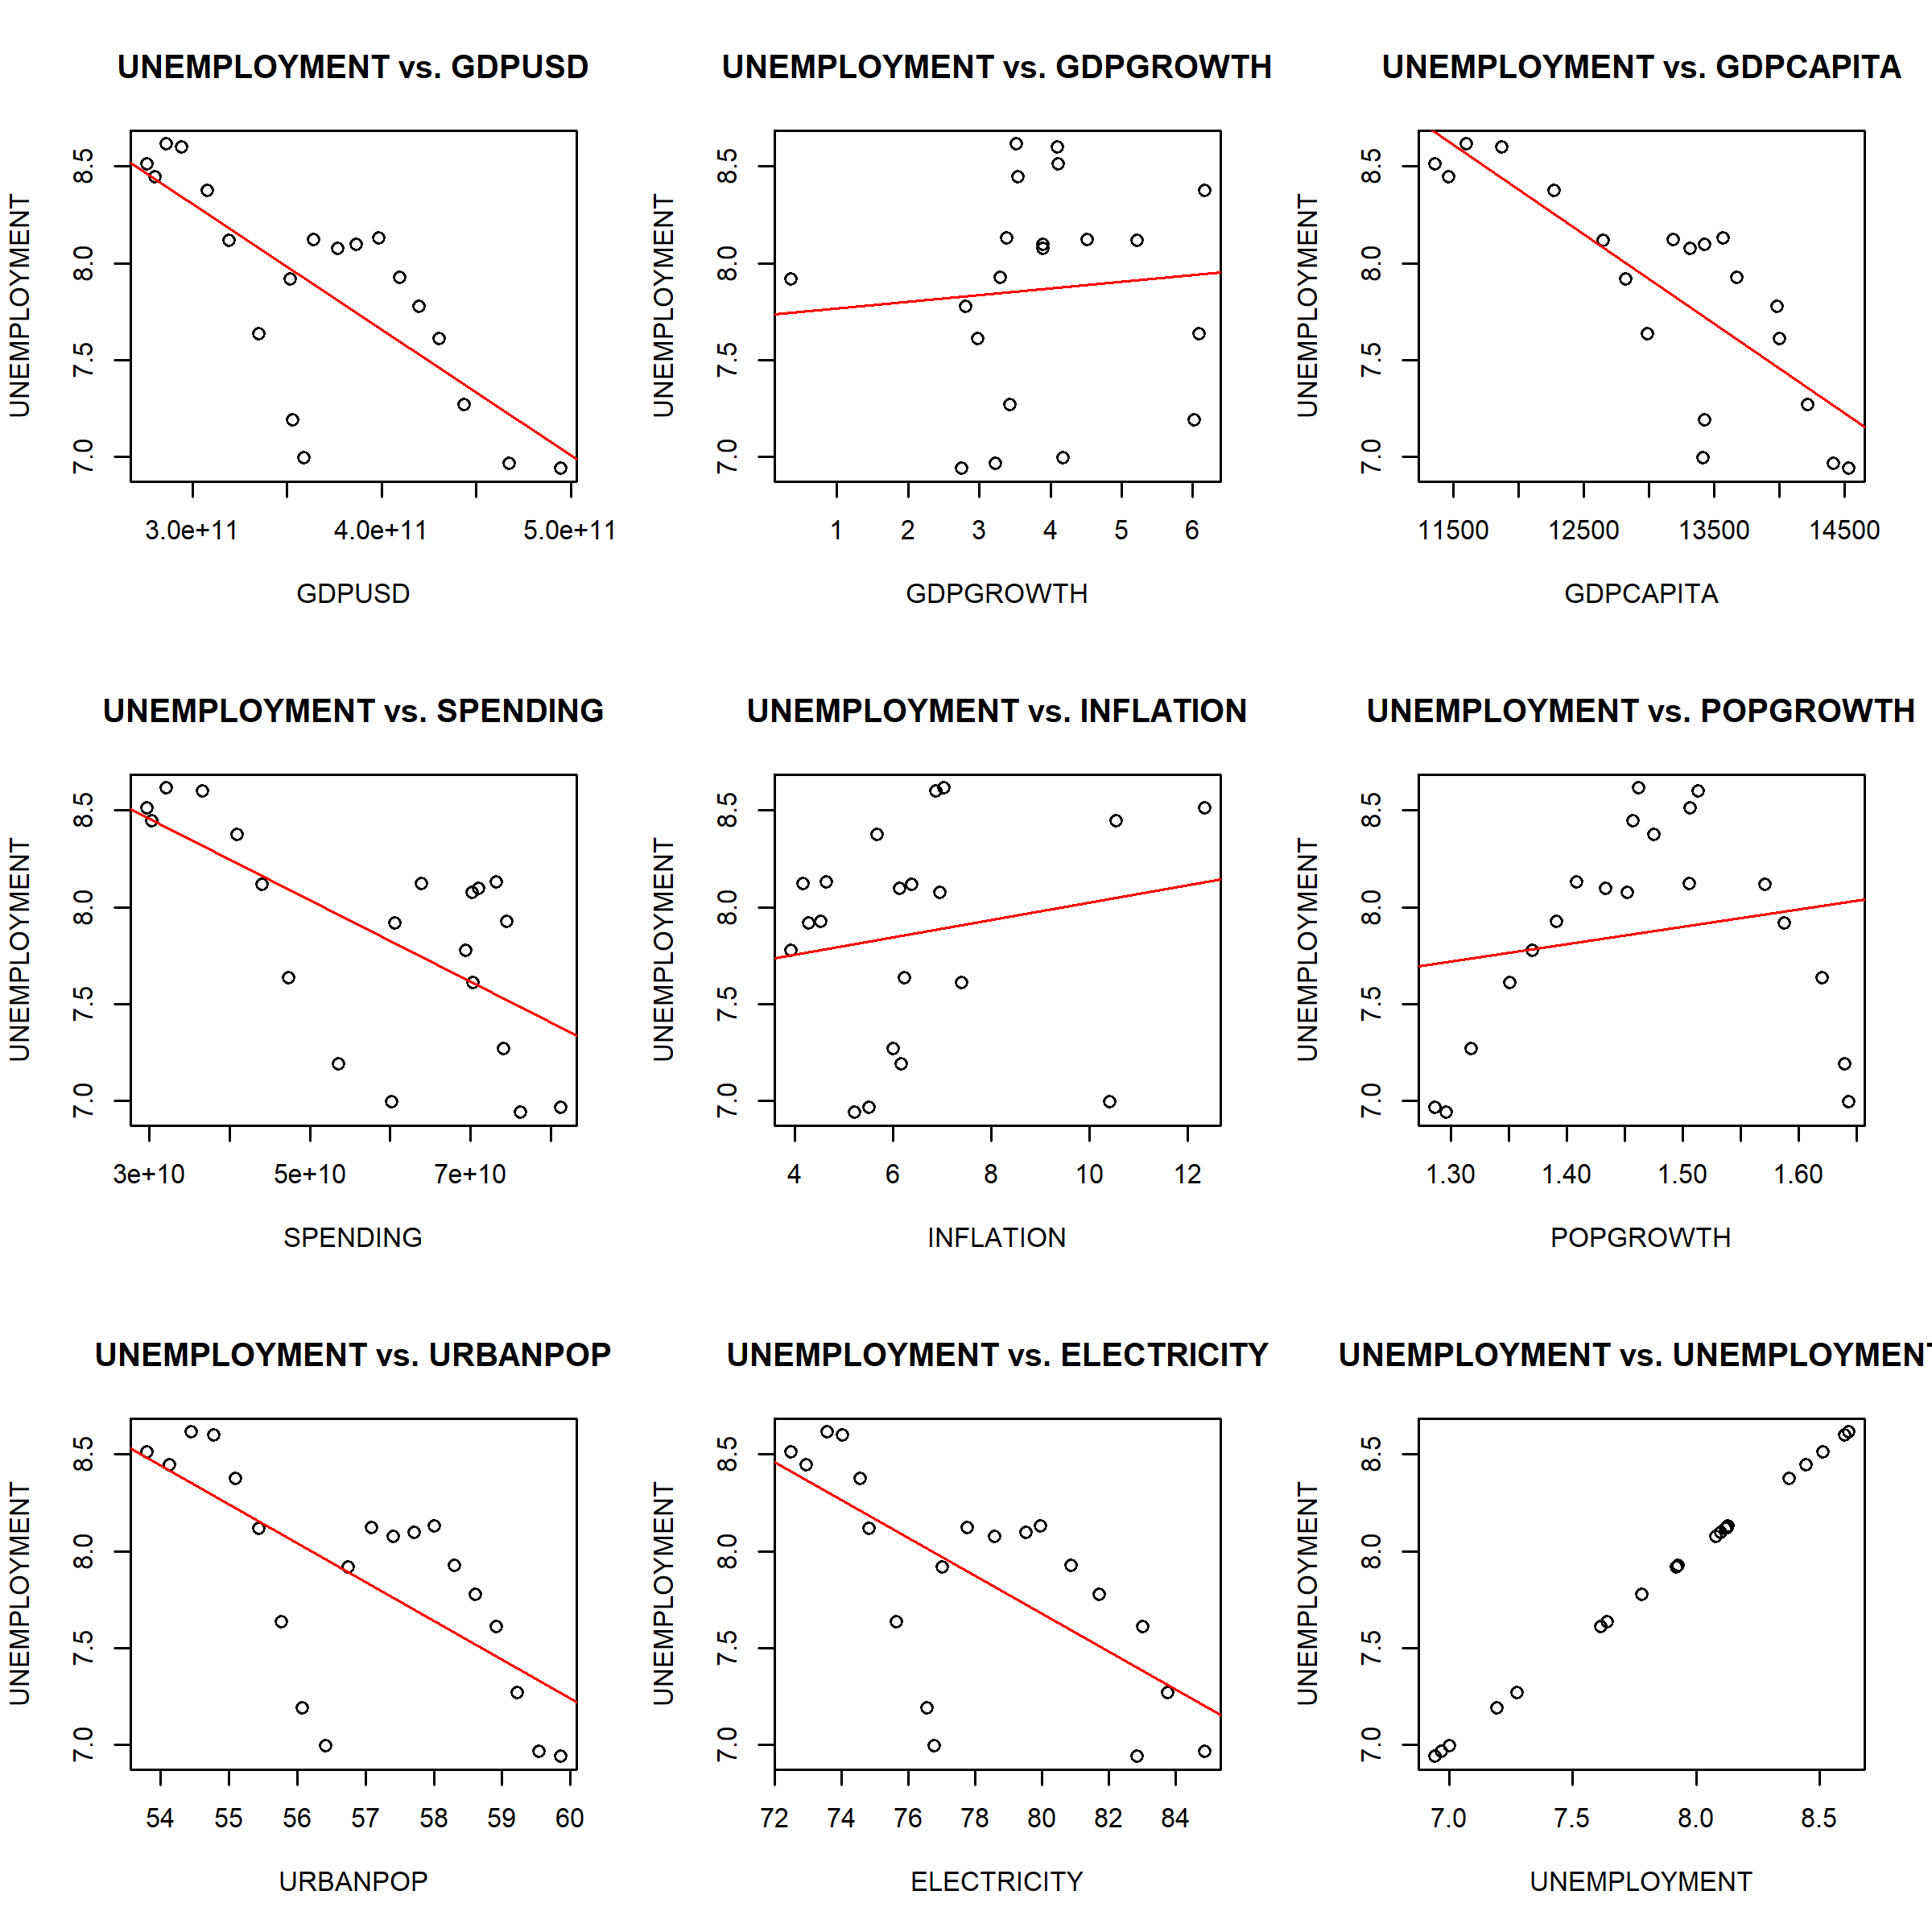 UNEMPLOYMENT vs. GDPUSD
UNEMPLOYMENT
8.5
8.0
7.5
7.0
3.0e+11 4.0e+11 5.0e+11
GDPUSD
UNEMPLOYMENT vs. GDPGROWTH
UNEMPLOYMENT
8.5
8.0
7.5
7.0
1 2 3 4 5 6
GDPGROWTH
UNEMPLOYMENT vs. GDPCAPITA
UNEMPLOYMENT
8.5
8.0
7.5
7.0
11500 12500 13500 14500
GDPCAPITA
UNEMPLOYMENT vs. SPENDING
UNEMPLOYMENT
8.5
8.0
7.5
7.0
3e+10 5e+10 7e+10
SPENDING
UNEMPLOYMENT vs. INFLATION
UNEMPLOYMENT
8.5
8.0
7.5
7.0
4 6 8 10 12
INFLATION
UNEMPLOYMENT vs. POPGROWTH
UNEMPLOYMENT
8.5
8.0
7.5
7.0
1.30 1.40 1.50 1.60
POPGROWTH
UNEMPLOYMENT vs. URBANPOP
UNEMPLOYMENT
8.5
8.0
7.5
7.0
54 55 56 57 58 59 60
URBANPOP
UNEMPLOYMENT vs. ELECTRICITY
UNEMPLOYMENT
8.5
8.0
7.5
7.0
72 74 76 78 80 82 84
ELECTRICITY
UNEMPLOYMENT vs. UNEMPLOYMENT
UNEMPLOYMENT
8.5
8.0
7.5
7.0
7.0 7.5 8.0 8.5
UNEMPLOYMENT